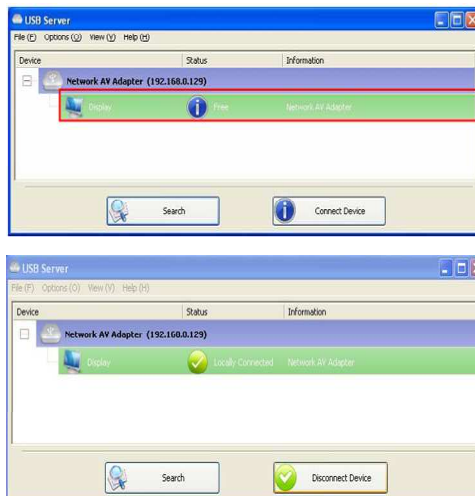 USB Server
File (F) Options (O) View (V) Help (H)
Device Status Information
Network AV Adapter (192.168.0.129)
Display Free Network AV Adapter
Search Connect Device
USB Server
File (F) Options (O) View (V) Help (H)
Device Status Information
Network AV Adapter (192.160.0.129)
Display Locally Connected Network AV Adapter
Search Disconnect Device